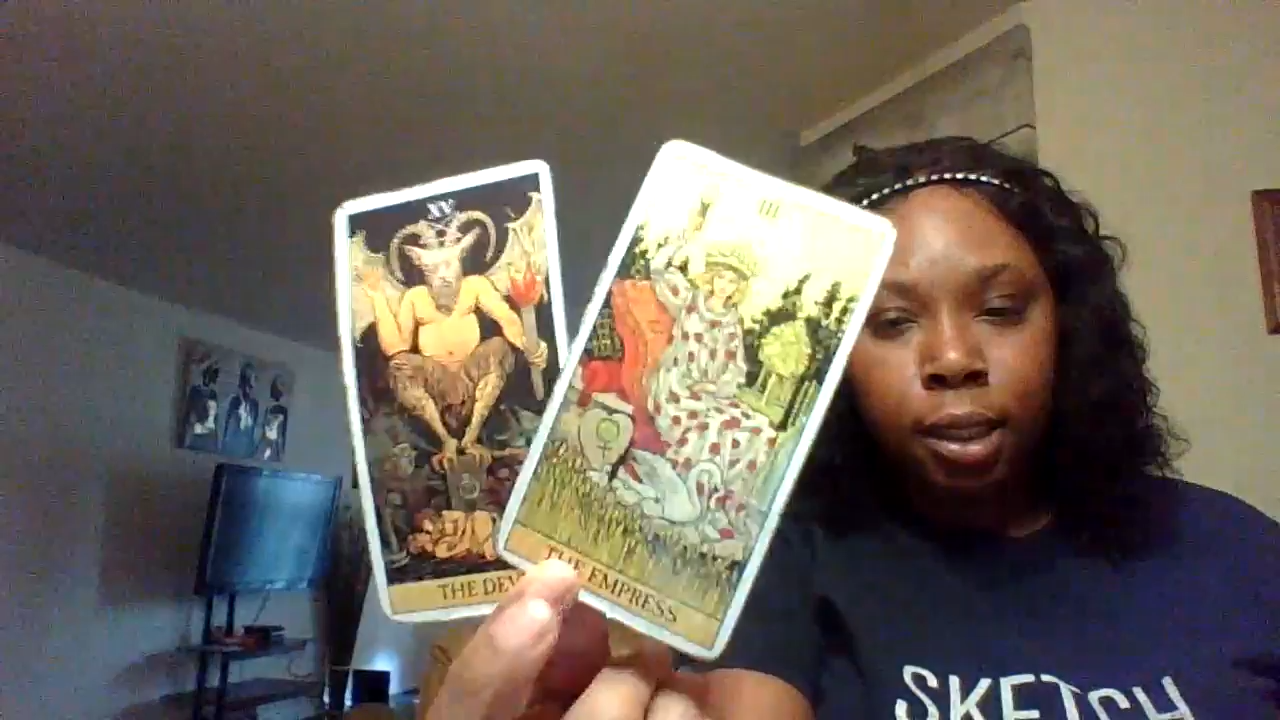 XV
THE DEV
III
THE EMPRESS
SKETCH